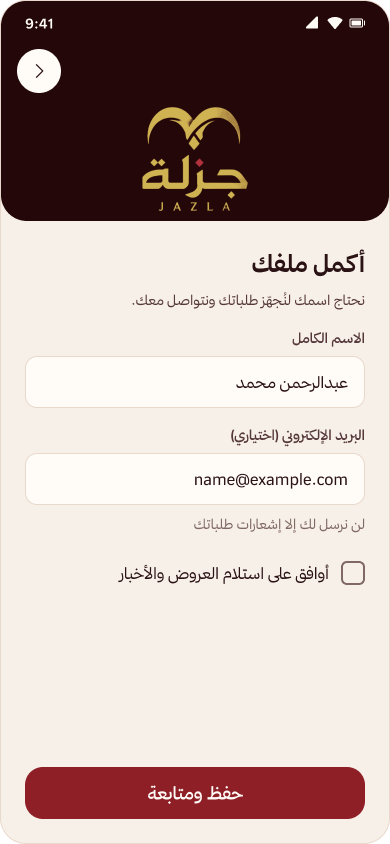 9:41
جزلة
JAZLA
أكمل ملفك
نحتاج اسمك لنُجهّز طلباتك ونتواصل معك.
الاسم الكامل
عبدالرحمن محمد
البريد الإلكتروني (اختياري)
name@example.com
لن نرسل لك إلا إشعارات طلباتك
أوافق على استلام العروض والأخبار
حفظ ومتابعة